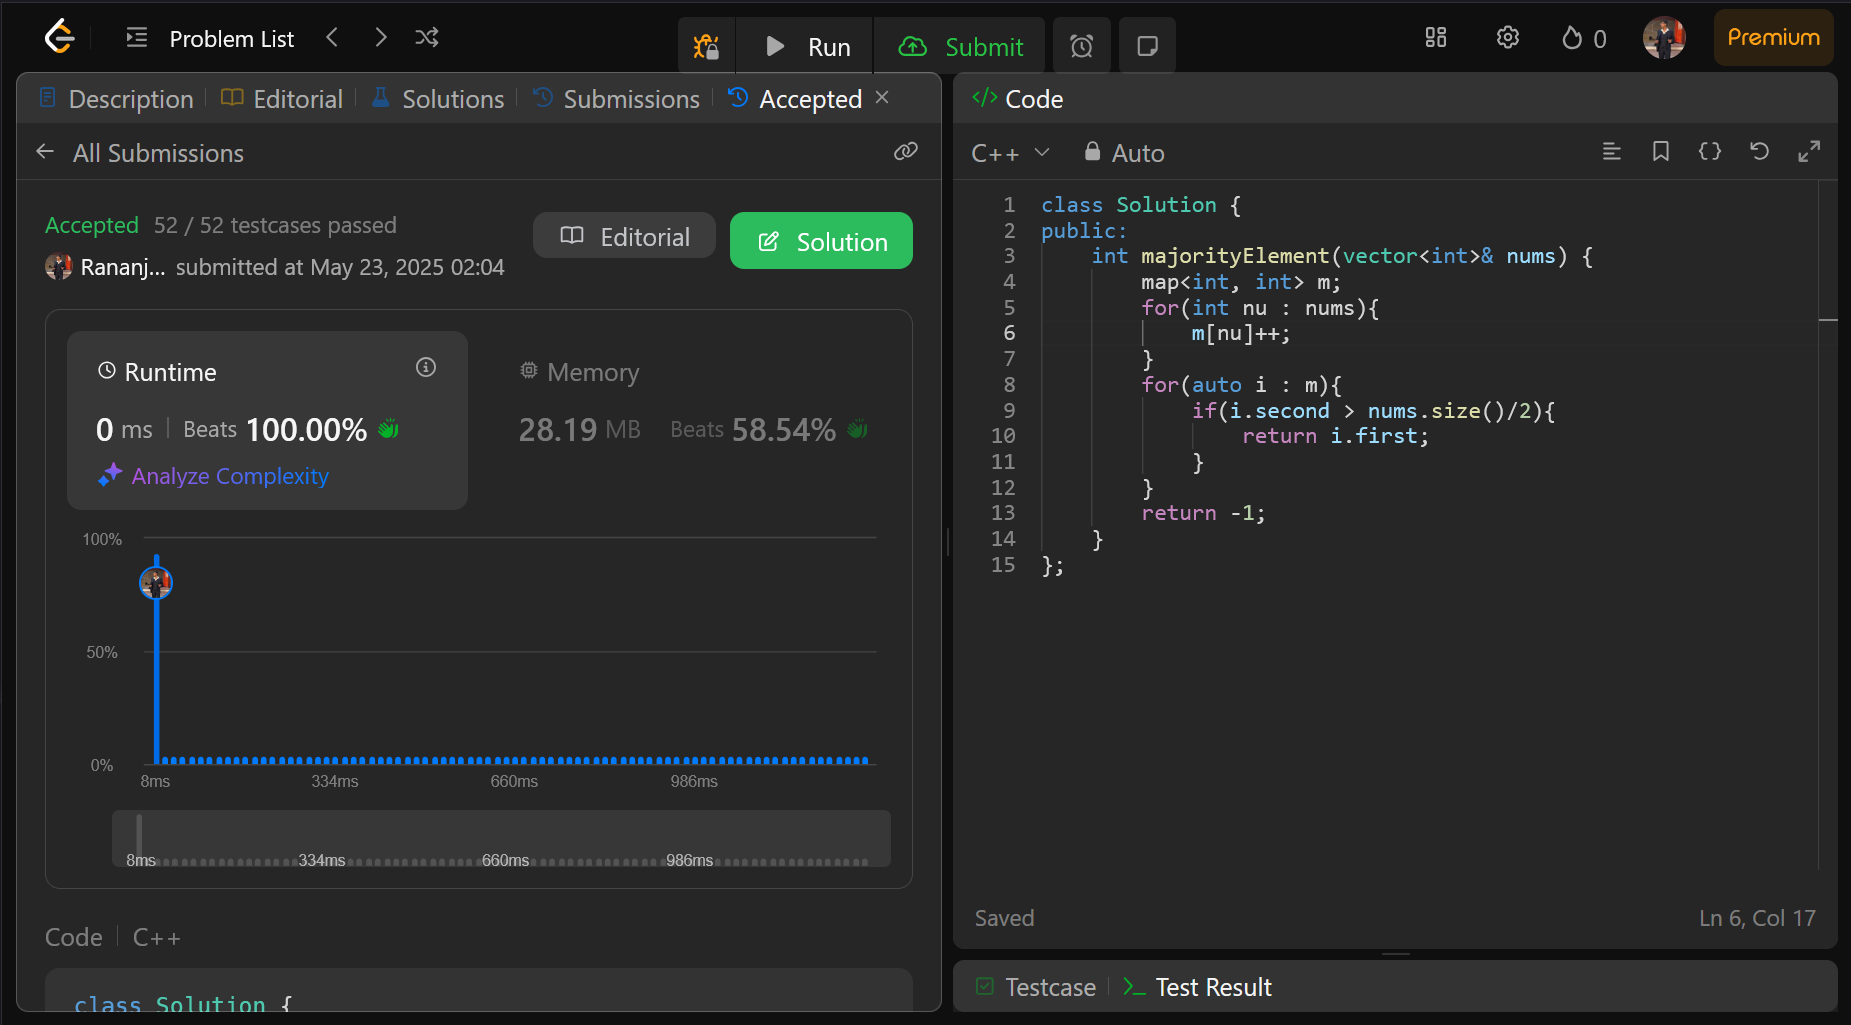 Problem List
Run
Submit
0
Premium
Description
Editorial
Solutions
Submissions
Accepted
All Submissions
Accepted 52 / 52 testcases passed
Rananj... submitted at May 23, 2025 02:04
Editorial
Solution
Runtime
0 ms Beats 100.00%
Analyze Complexity
Memory
28.19 MB Beats 58.54%
100%
50%
0%
8ms 334ms 660ms 986ms
8ms 334ms 660ms 986ms
Code C++
class Solution {
</> Code
C++ Auto
1 class Solution {
2 public:
3     int majorityElement(vector<int>& nums) {
4         map<int, int> m;
5         for(int nu : nums){
6             m[nu]++;
7         }
8         for(auto i : m){
9             if(i.second > nums.size()/2){
10                 return i.first;
11             }
12         }
13         return -1;
14     }
15 };
Saved
Ln 6, Col 17
Testcase
Test Result